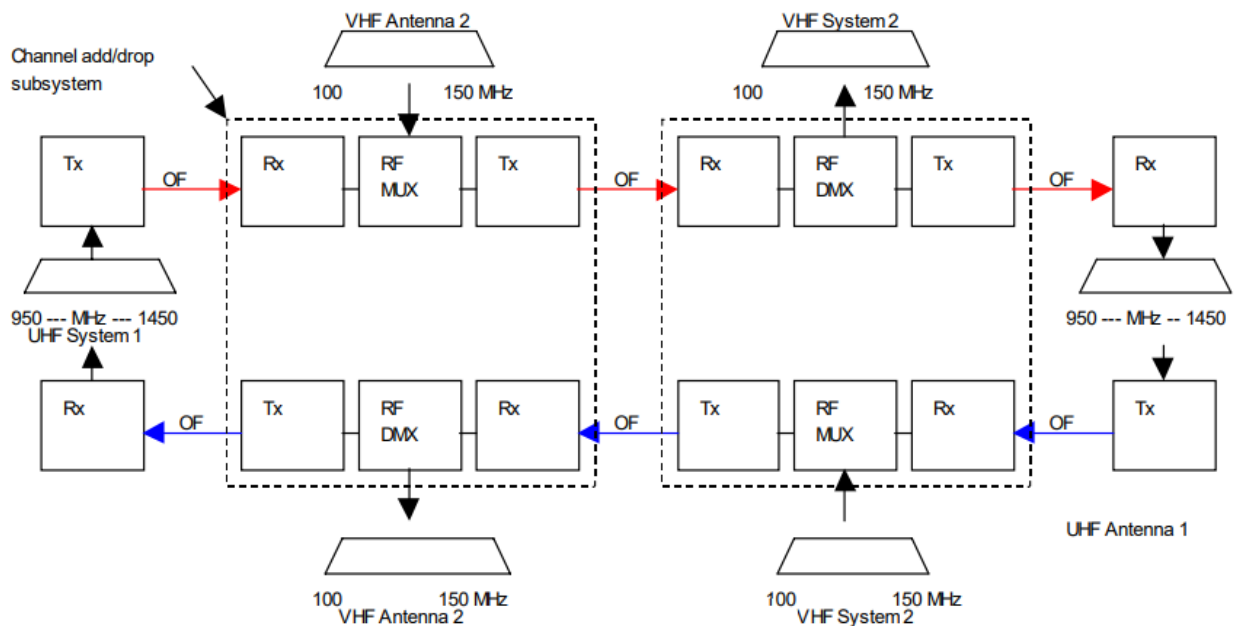 VHF Antenna 2
VHF System 2
Channel add/drop
subsystem
100
150 MHz
100
150 MHz
Tx
OF
Rx
RF
MUX
Tx
OF
Rx
RF
DMX
Tx
OF
Rx
950 --- MHz --- 1450
UHF System 1
950 --- MHz -- 1450
Rx
OF
Tx
RF
DMX
Rx
OF
Tx
RF
MUX
Rx
OF
Tx
UHF Antenna 1
100
150 MHz
VHF Antenna 2
100
150 MHz
VHF System 2